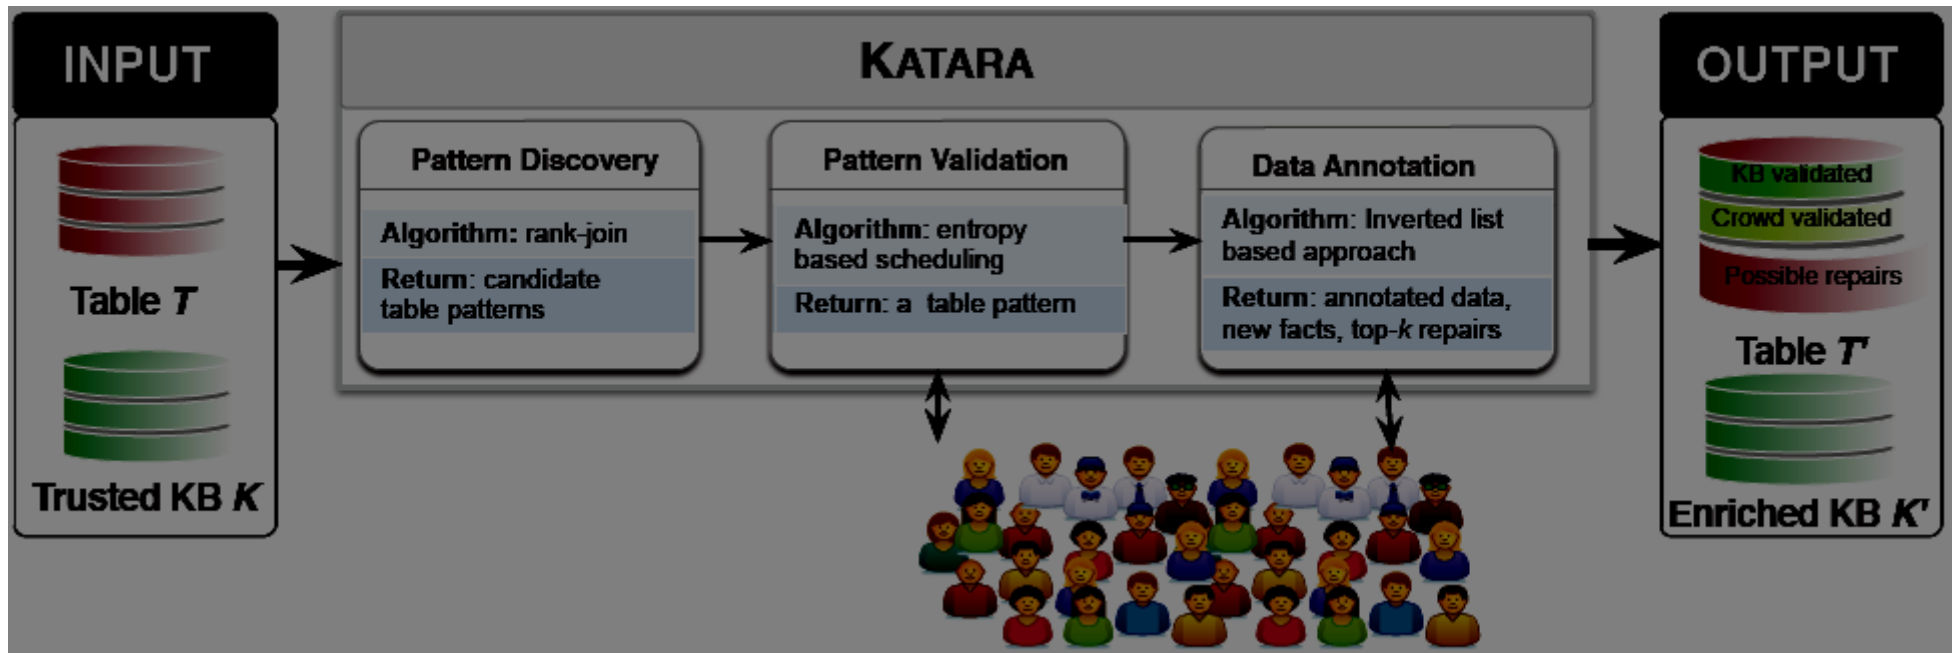 INPUT
Table T
Trusted KB K
KATARA
Pattern Discovery
Algorithm: rank-join
Return: candidate
table patterns
Pattern Validation
Algorithm: entropy
based scheduling
Return: a table pattern
Data Annotation
Algorithm: Inverted list
based approach
Return: annotated data,
new facts, top-k repairs
OUTPUT
KB validated
Crowd validated
Possible repairs
Table T'
Enriched KB K'